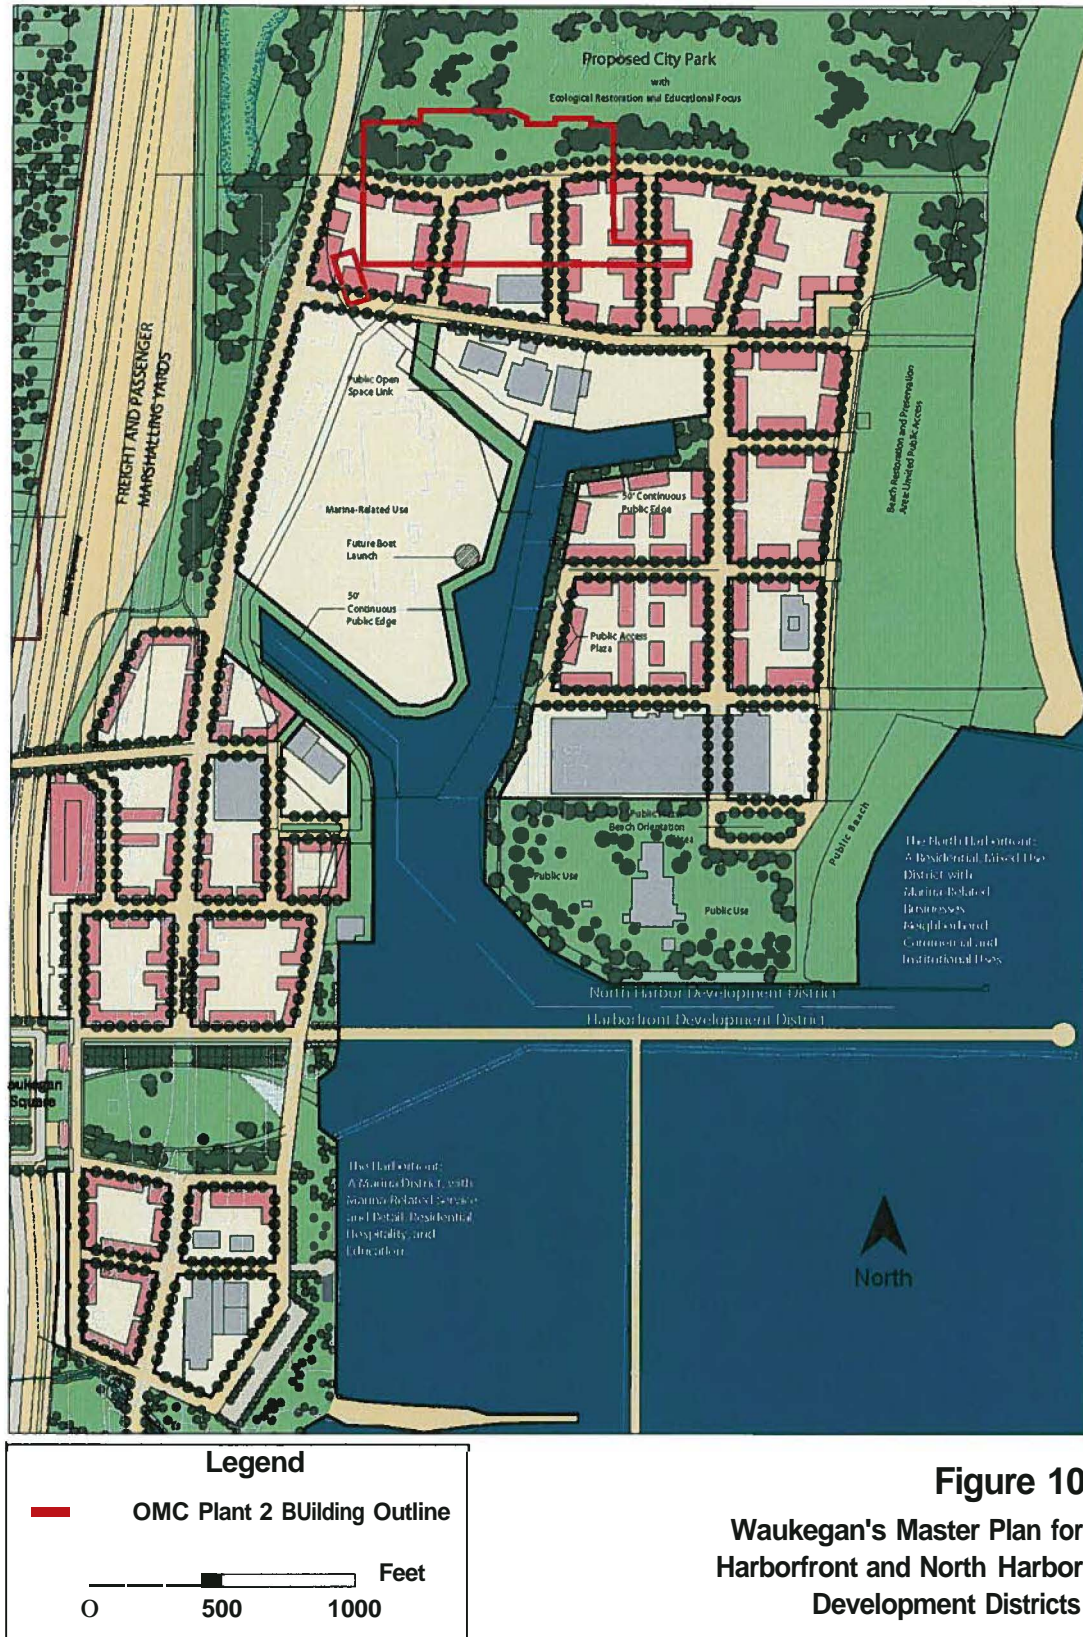 Proposed City Park
with
Ecological Restoration and Educational Focus
FREIGHT AND PASSENGER
MARSHALLING YARDS
Public Open
Space Link
Beach Restoration and Preservation
Area: Limited Public Access
50' Continuous
Public Edge
Marina-Related Use
Future Boat
Launch
50'
Continuous
Public Edge
Public Access
Plaza
Beach Orientation
Public Beach
Public Use
Public Use
The North Harborfront:
A Residential, Mixed Use
District with
Marina-Related
Businesses
Neighborhood
Commercial and
Institutional Uses
North Harbor Development District
Harborfront Development District
aukegan
Square
The Harborfront:
A Marina District, with
Marina-Related Service
and Retail, Residential
Hospitality, and
Education
North
Legend
OMC Plant 2 BUilding Outline
Feet
O 500 1000
Figure 10
Waukegan's Master Plan for
Harborfront and North Harbor
Development Districts